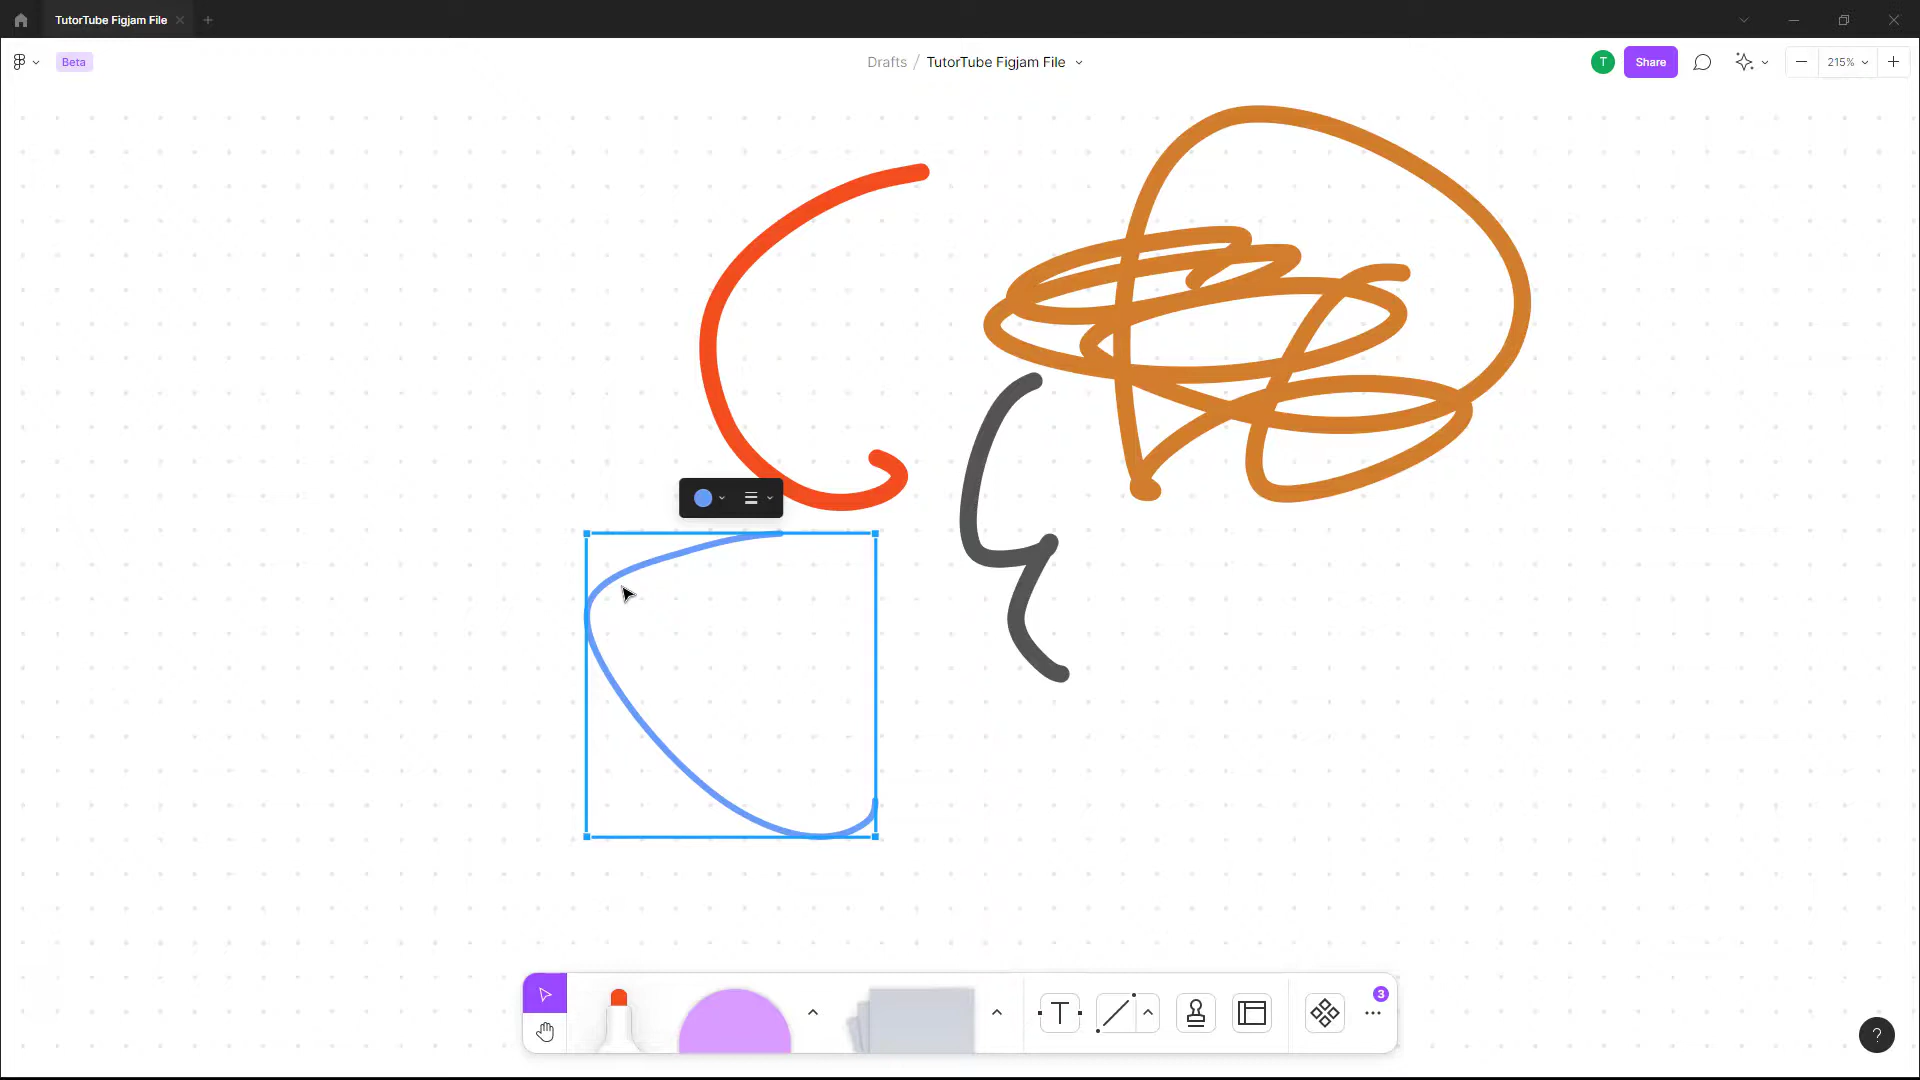 TutorTube Figjam File
Beta
Drafts / TutorTube Figjam File
T
Share
215%
T
3
?